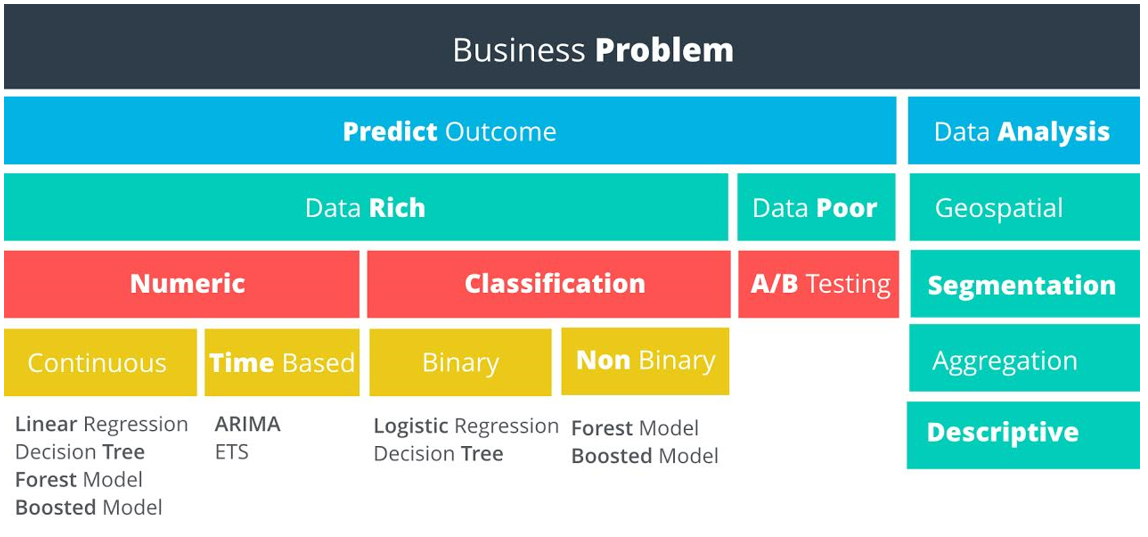 Business Problem
Predict Outcome
Data Analysis
Data Rich
Data Poor
Geospatial
Numeric
Classification
A/B Testing
Segmentation
Continuous
Time Based
Binary
Non Binary
Aggregation
Linear Regression
Decision Tree
Forest Model
Boosted Model
ARIMA
ETS
Logistic Regression
Decision Tree
Forest Model
Boosted Model
Descriptive